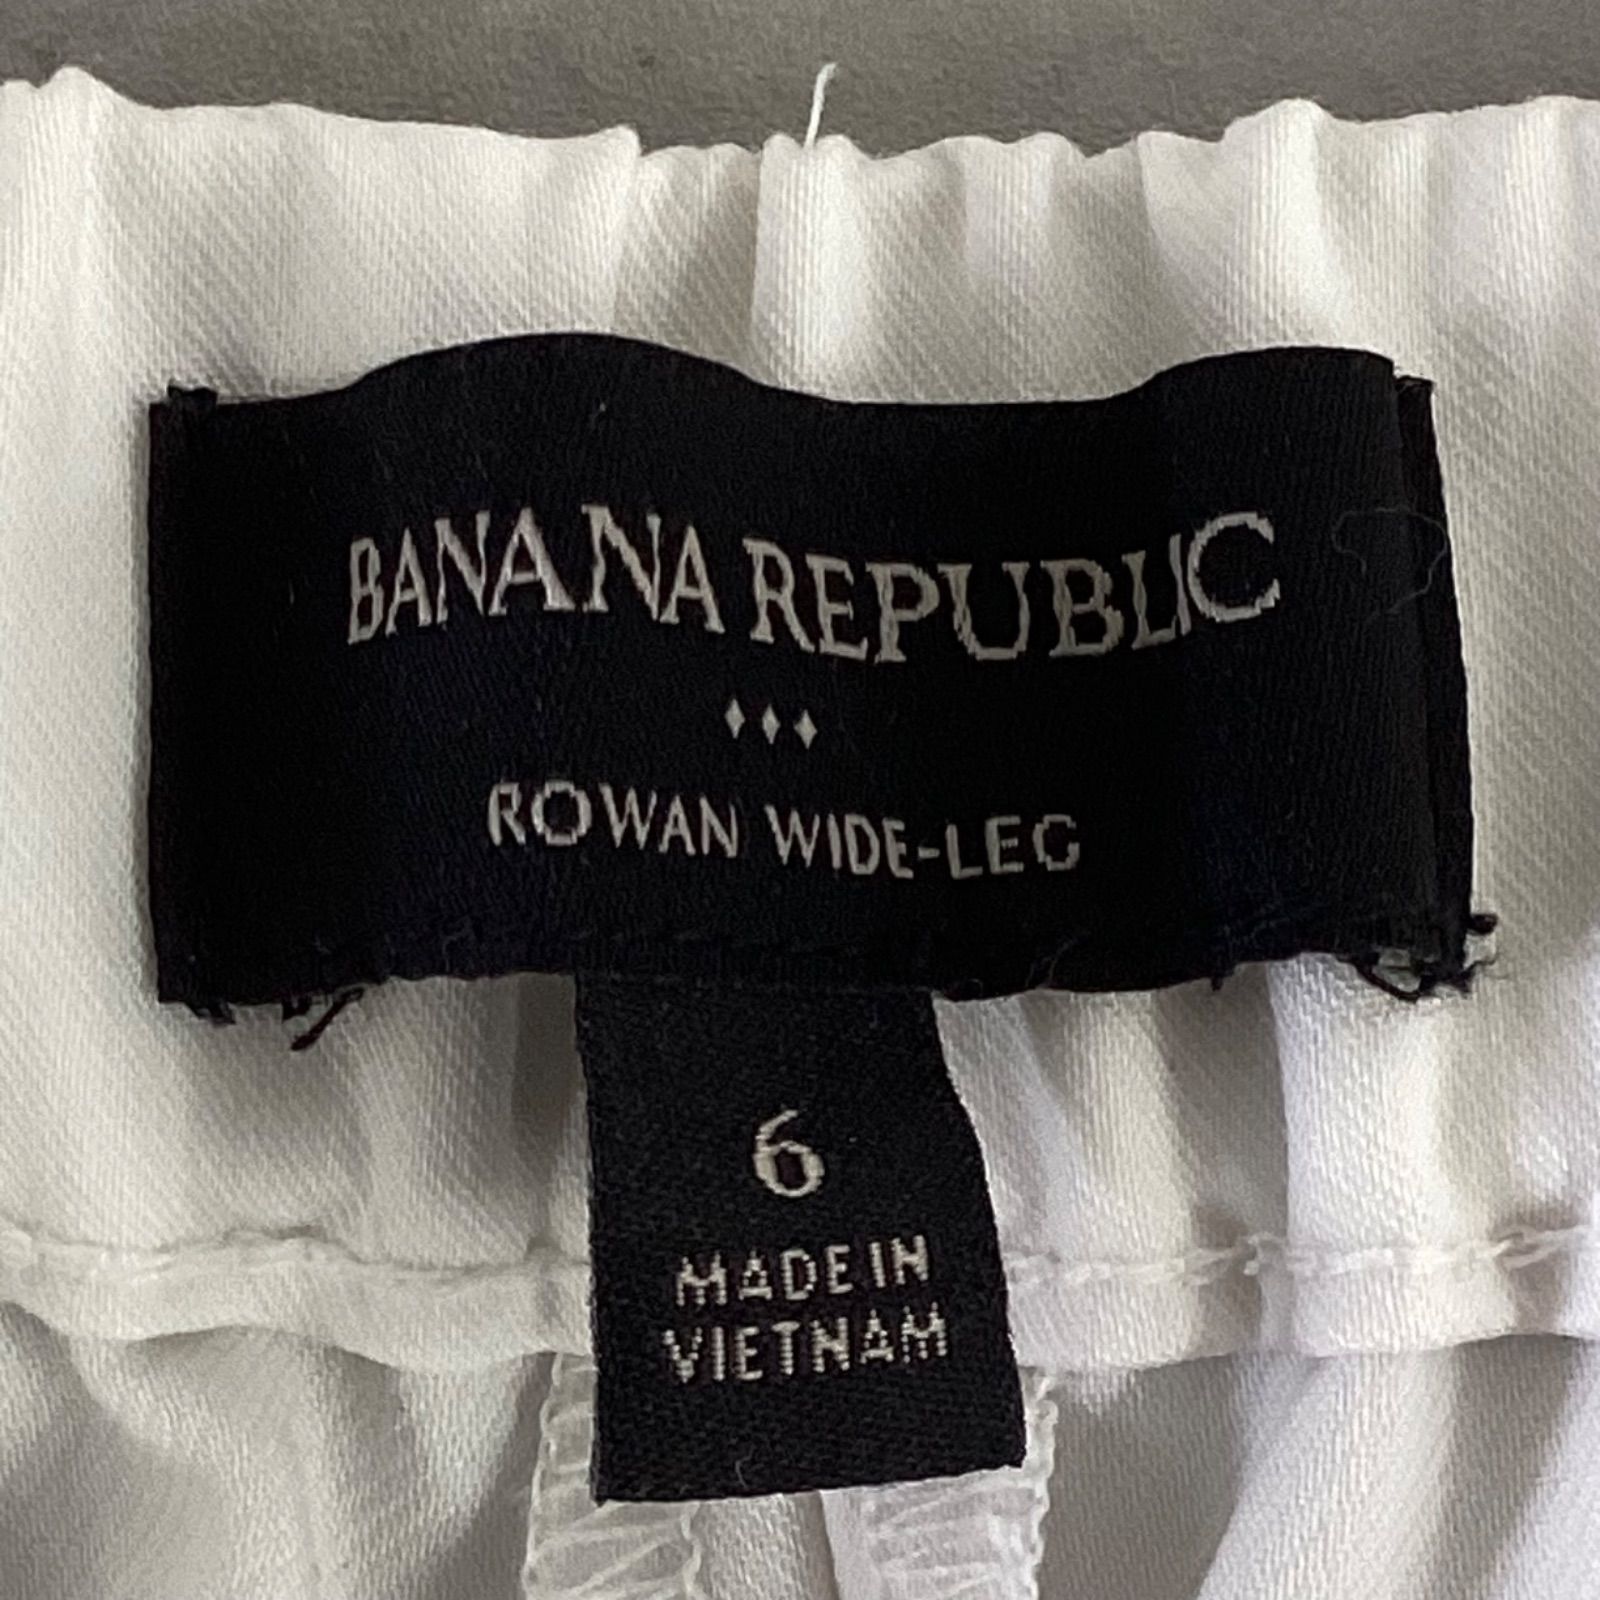 BANANA REPUBLIC
ROWAN WIDE-LEG
6
MADE IN
VIETNAM